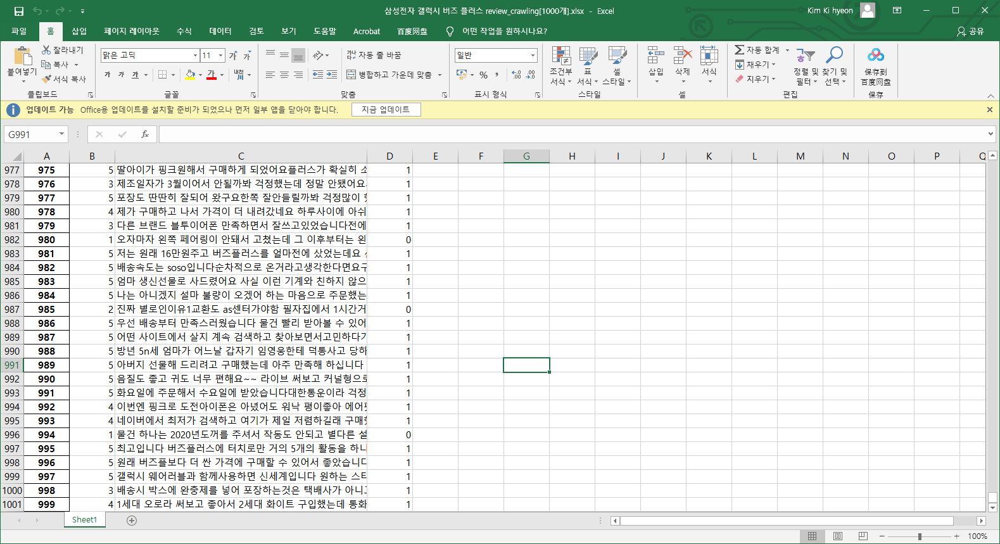 삼성전자 갤럭시 버즈 플러스 review_crawling[1000개].xlsx - Excel
Kim Ki hyeon
파일 홈 삽입 페이지 레이아웃 수식 데이터 검토 보기 도움말 Acrobat 百度网盘 어떤 작업을 원하시나요? 공유
붙여넣기 잘라내기 복사 서식 복사 클립보드
맑은 고딕 11 가 가 가 가 가 가 내천 글꼴
자동 줄 바꿈 병합하고 가운데 맞춤 맞춤
일반 % , 표시 형식
조건부 서식 표 서식 셀 스타일 스타일
삽입 삭제 서식 셀
자동 합계 채우기 지우기 정렬 및 필터 찾기 및 선택 편집
保存到 百度网盘 保存
업데이트 가능 Office용 업데이트를 설치할 준비가 되었으나 먼저 일부 앱을 닫아야 합니다. 지금 업데이트
G991 fx
A B C D E F G H I J K L M N O P Q
977 975 5 딸아이가 핑크원해서 구매하게 되었어요플러스가 확실히 1
978 976 3 제조일자가 3월이어서 안될까봐 걱정했는데 정말 안됐어요 1
979 977 5 포장도 딴딴히 잘되어 왔구요한쪽 잘안들릴까봐 걱정많이 1
980 978 4 제가 구매하고 나서 가격이 더 내려갔네요 하루사이에 아쉬 1
981 979 3 다른 브랜드 블투이어폰 만족하면서 잘쓰고있었습니다전에 1
982 980 1 오자마자 왼쪽 페어링이 안돼서 고쳤는데 그 이후부터는 왼 0
983 981 5 저는 원래 16만원주고 버즈플러스를 얼마전에 샀었는데요 1
984 982 5 배송속도는 soso입니다순차적으로 온거라고생각한다면요구 1
985 983 5 엄마 생신선물로 사드렸어요 사실 이런 기계와 친하지 않으 1
986 984 5 나는 아니겠지 설마 불량이 오겠어 하는 마음으로 주문했는 1
987 985 2 진짜 별로인이유1교환도 as센터가야함 필자집에서 1시간거 0
988 986 5 우선 배송부터 만족스러웠습니다 물건 빨리 받아볼 수 있어 1
989 987 5 어떤 사이트에서 살지 계속 검색하고 찾아보면서고민하다가 1
990 988 5 방년 5n세 엄마가 어느날 갑자기 임영웅한테 덕통사고 당하 1
991 989 5 아버지 선물해 드리려고 구매했는데 아주 만족해 하십니다 1
992 990 5 음질도 좋고 귀도 너무 편해요~~ 라이브 써보고 커널형으로 1
993 991 5 화요일에 주문해서 수요일에 받았습니다대한통운이라 걱정 1
994 992 4 이번엔 핑크로 도전아이폰은 아녔어도 워낙 평이좋아 에어팟 1
995 993 4 네이버에서 최저가 검색하고 여기가 제일 저렴하길래 구매했 1
996 994 1 물건 하나는 2020년도꺼를 주셔서 작동도 안되고 별다른 설 0
997 995 5 최고입니다 버즈플러스에 터치로만 거의 5개의 활동을 하니 1
998 996 5 원래 버즈플보다 더 싼 가격에 구매할 수 있어서 좋았습니다 1
999 997 5 갤럭시 웨어러블과 함께사용하면 신세계입니다 원하는 스타 1
1000 998 3 배송시 박스에 완충제를 넣어 포장하는것은 택배사가 아니고 1
1001 999 4 1세대 오로라 써보고 좋아서 2세대 화이트 구입했는데 통화 1
Sheet1
100%